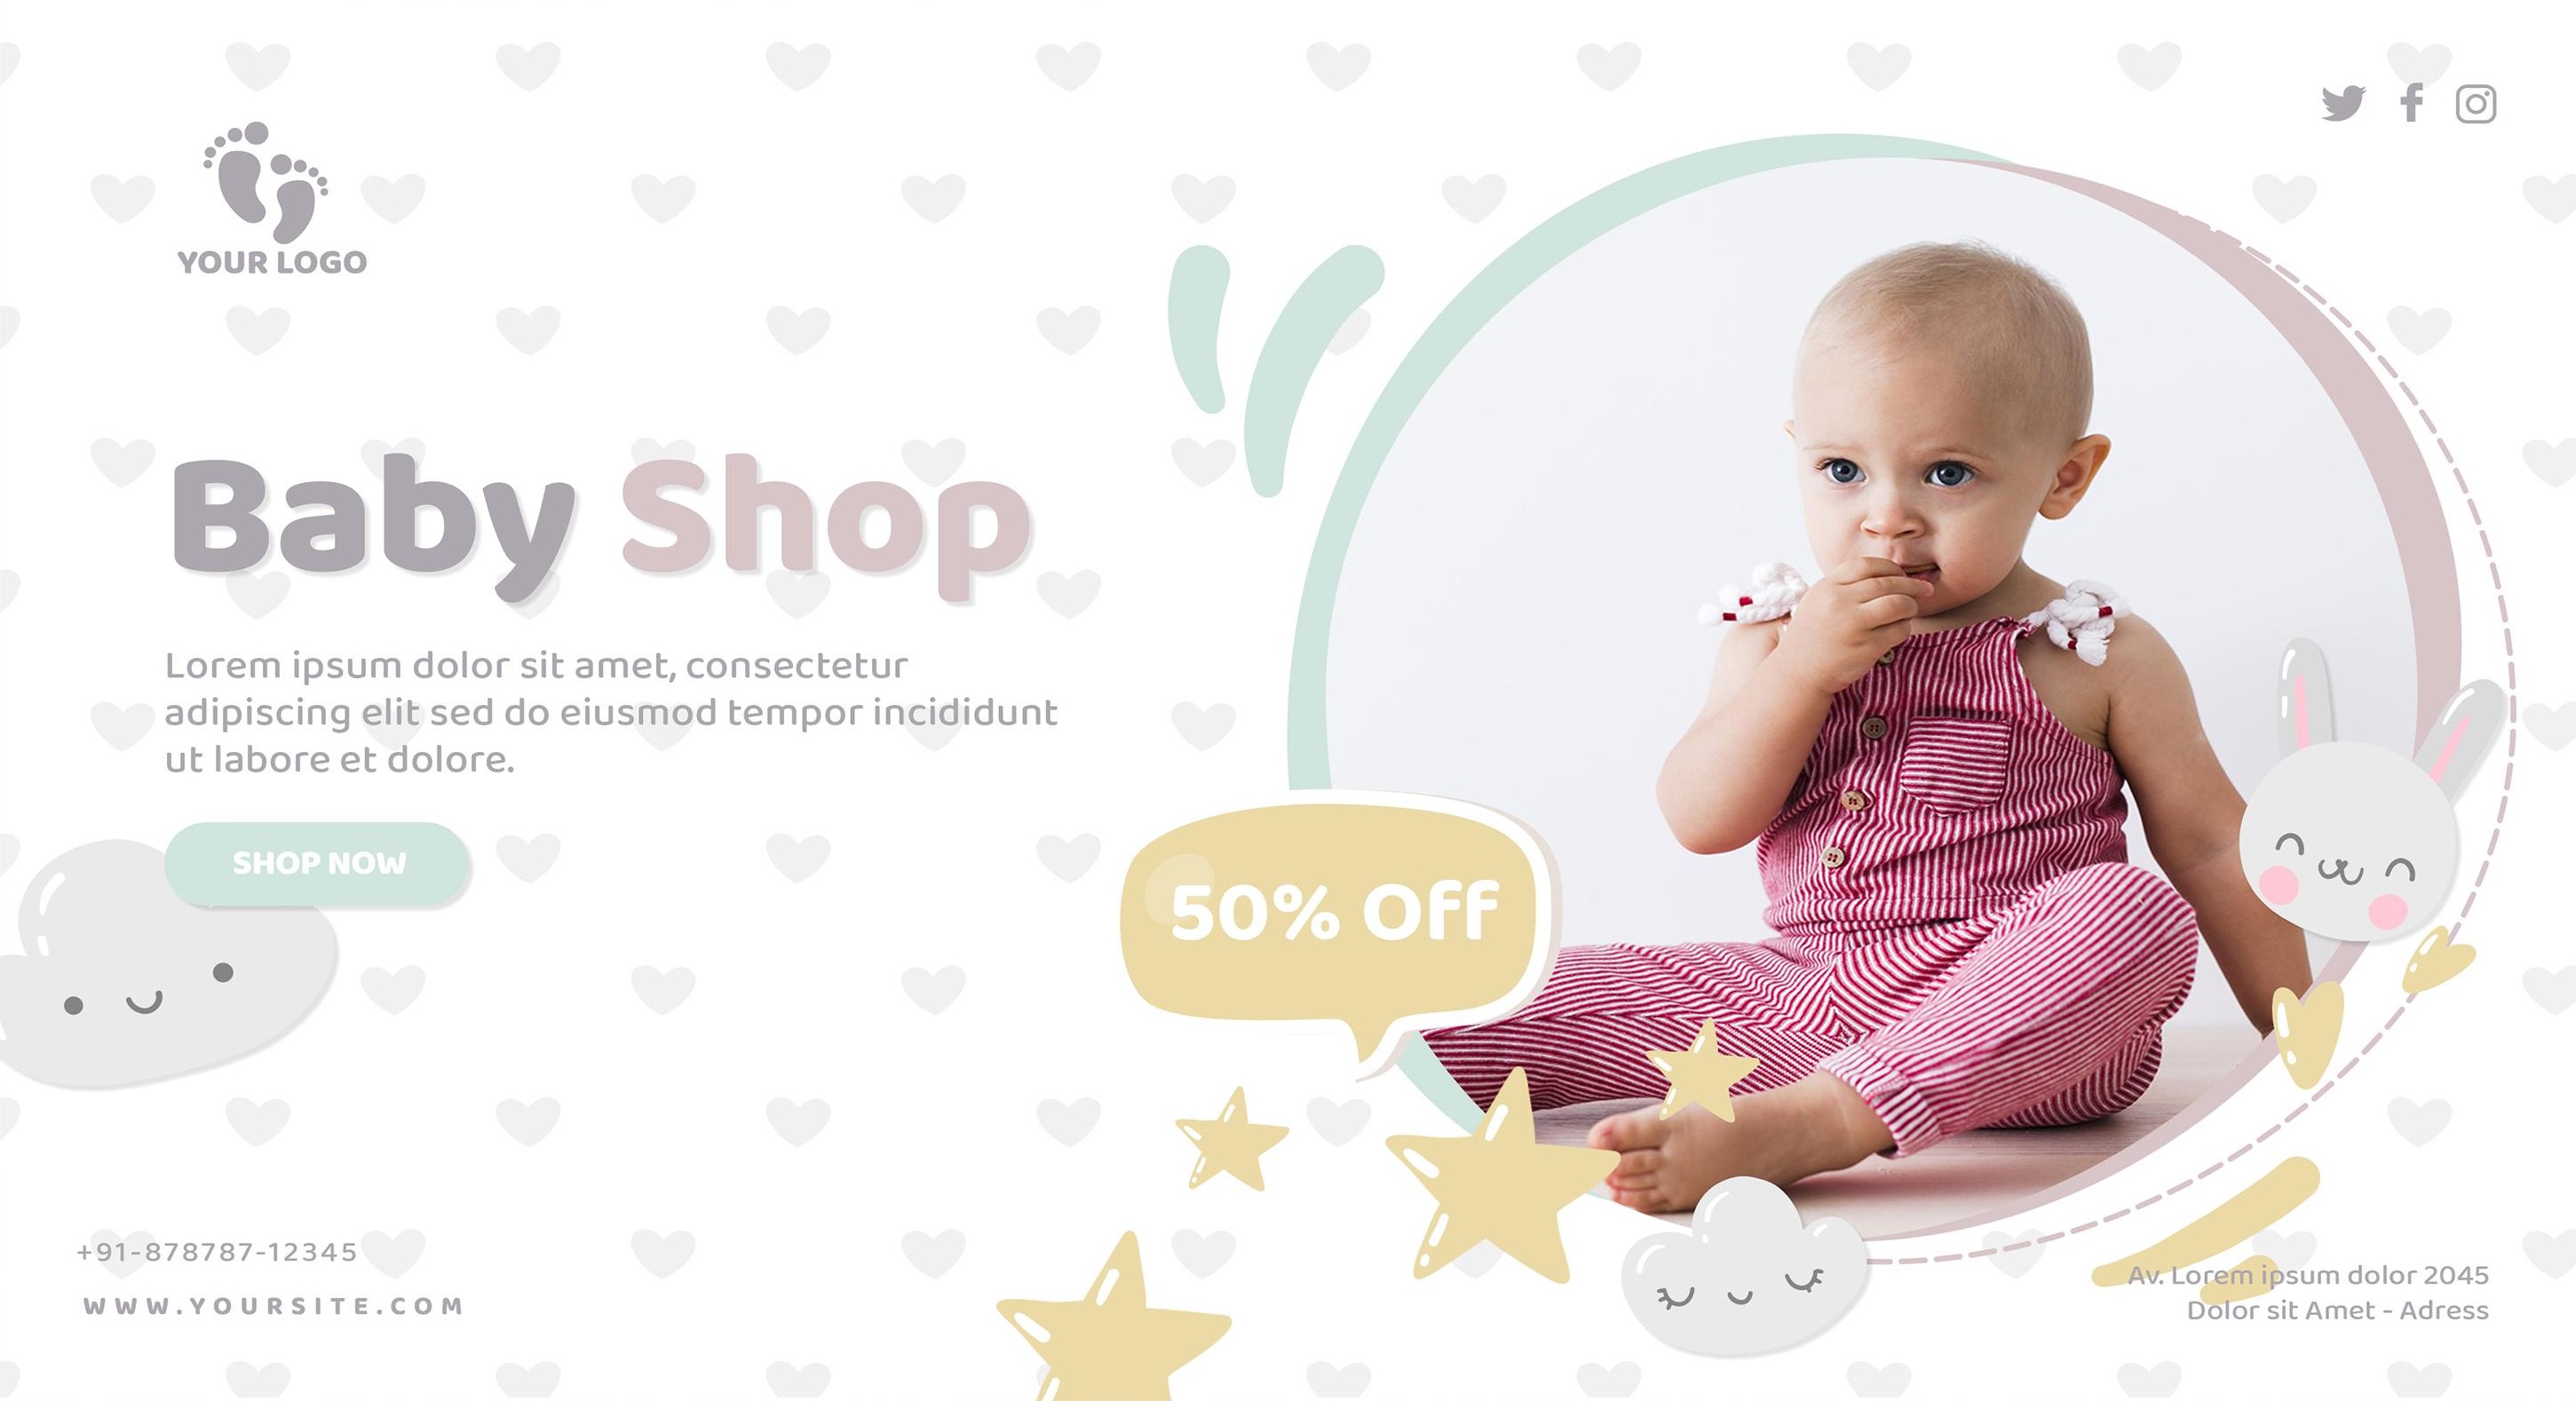 YOUR LOGO
Baby Shop
Lorem ipsum dolor sit amet, consectetur
adipiscing elit sed do eiusmod tempor incididunt
ut labore et dolore.
SHOP NOW
50% Off
+91-878787-12345
WWW.YOURSITE.COM
Av. Lorem ipsum dolor 2045
Dolor sit Amet - Adress